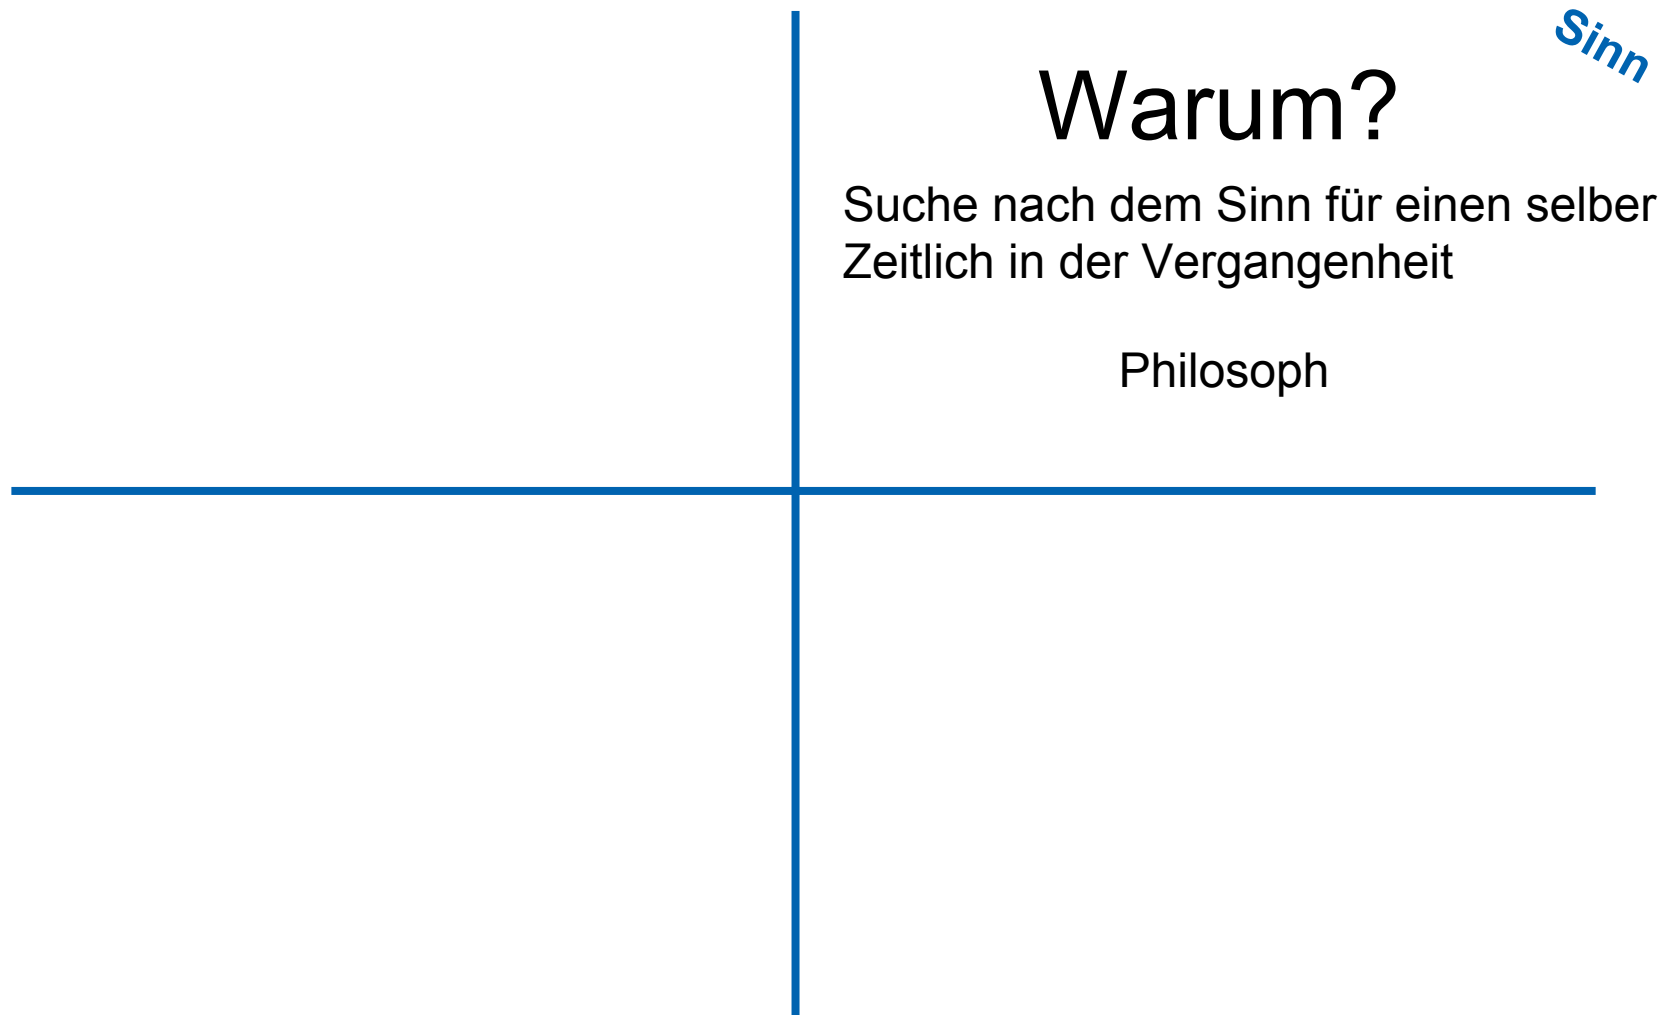 Sinn
Warum?
Suche nach dem Sinn für einen selber
Zeitlich in der Vergangenheit
Philosoph